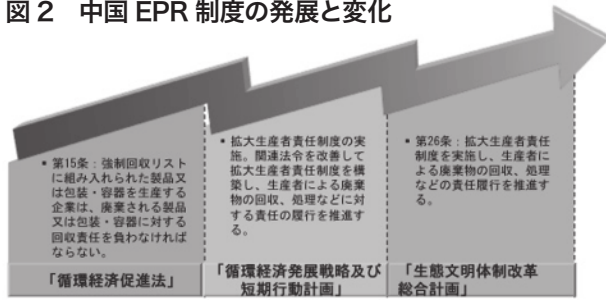 図２　中国 EPR 制度の発展と変化
• 第15条：強制回収リスト
に組み入れられた製品又
は包装・容器を生産する
企業は、廃棄される製品
又は包装・容器に対する
回収責任を負わなければ
ならない。
「循環経済促進法」
• 拡大生産者責任制度の実
施。関連法令を改善して
拡大生産者責任制度を構
築し、生産者による廃棄
物の回収、処理などに対
する責任の履行を推進す
る。
「循環経済発展戦略及び
短期行動計画」
• 第26条：拡大生産者責任
制度を実施し、生産者に
よる廃棄物の回収、処理
などの責任履行を推進す
る。
「生態文明体制改革
総合計画」